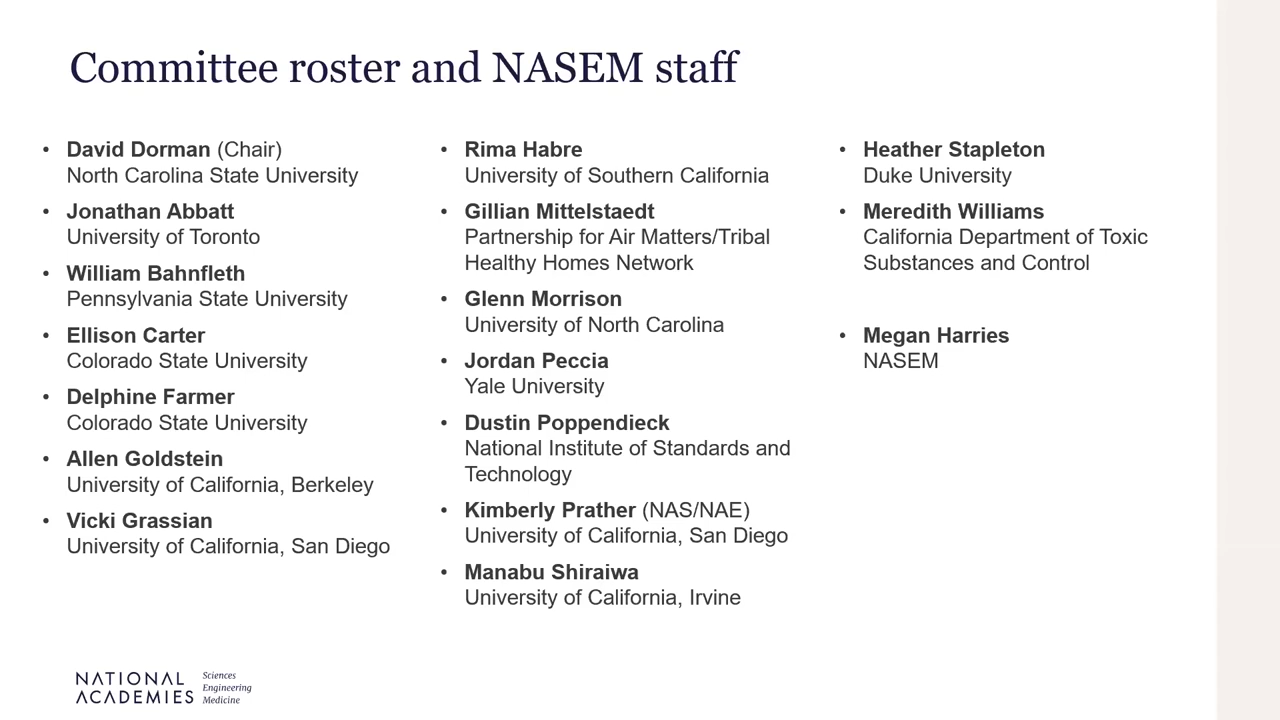 Committee roster and NASEM staff
• David Dorman (Chair)
North Carolina State University
• Jonathan Abbatt
University of Toronto
• William Bahnfleth
Pennsylvania State University
• Ellison Carter
Colorado State University
• Delphine Farmer
Colorado State University
• Allen Goldstein
University of California, Berkeley
• Vicki Grassian
University of California, San Diego
• Rima Habre
University of Southern California
• Gillian Mittelstaedt
Partnership for Air Matters/Tribal
Healthy Homes Network
• Glenn Morrison
University of North Carolina
• Jordan Peccia
Yale University
• Dustin Poppendieck
National Institute of Standards and
Technology
• Kimberly Prather (NAS/NAE)
University of California, San Diego
• Manabu Shiraiwa
University of California, Irvine
• Heather Stapleton
Duke University
• Meredith Williams
California Department of Toxic
Substances and Control
• Megan Harries
NASEM
NATIONAL
ACADEMIES
Sciences
Engineering
Medicine